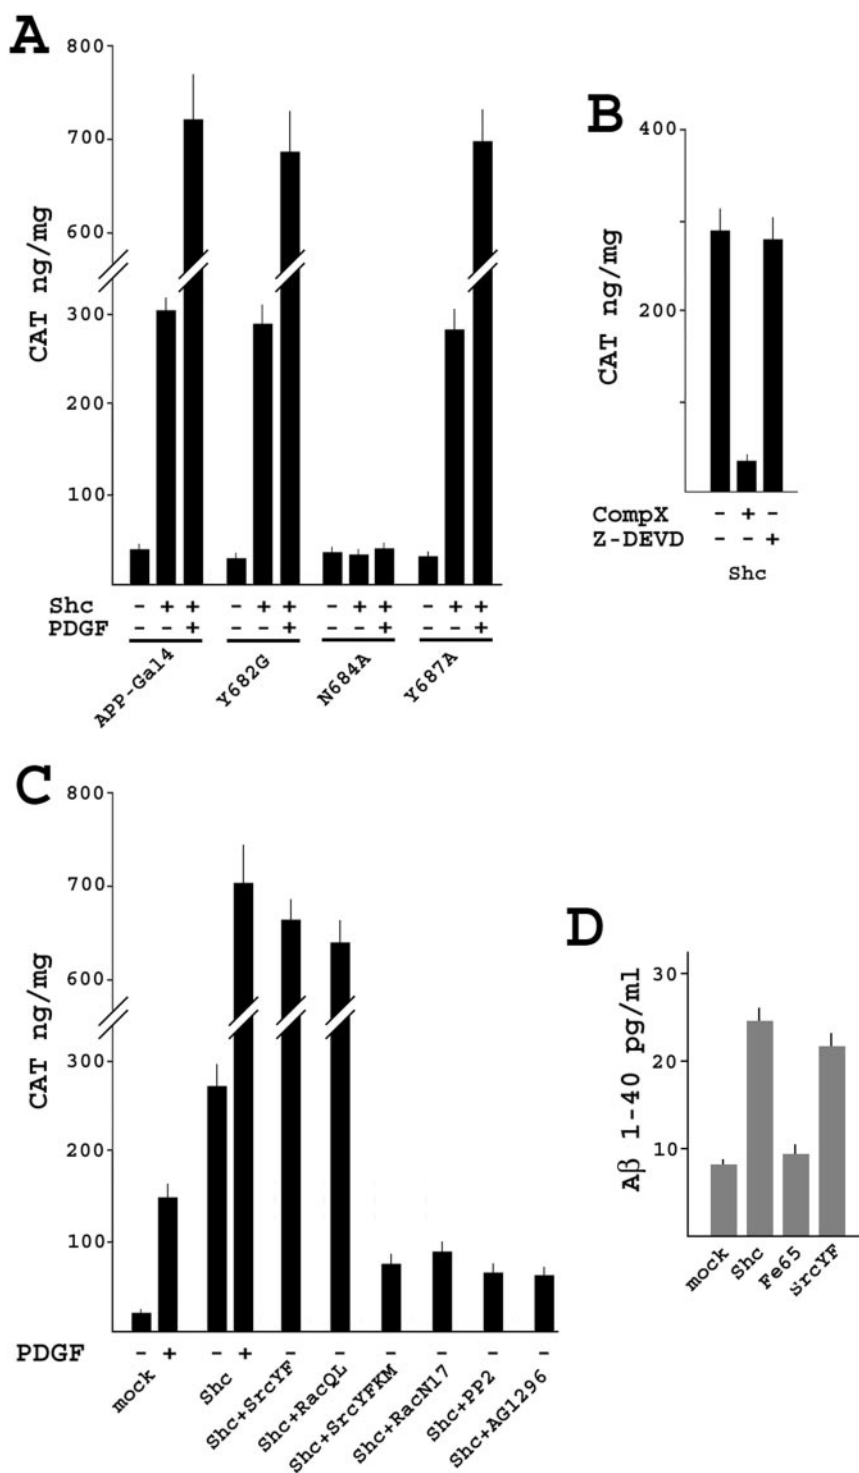 A
800
700
600
300
200
100
CAT ng/mg
Shc - + + - + + - + + - + +
PDGF - - + - - + - - + - - +
APP-Gal4 Y682G N684A Y687A
B
400
200
CAT ng/mg
CompX - + -
Z-DEVD - - +
Shc
C
800
700
600
300
200
100
CAT ng/mg
PDGF - + - + - - - - - -
mock Shc Shc+SrcYF Shc+RacQL Shc+SrcYFKM Shc+RacN17 Shc+PP2 Shc+AG1296
D
30
20
10
Aβ 1-40 pg/ml
mock Shc Fe65 SrcYF